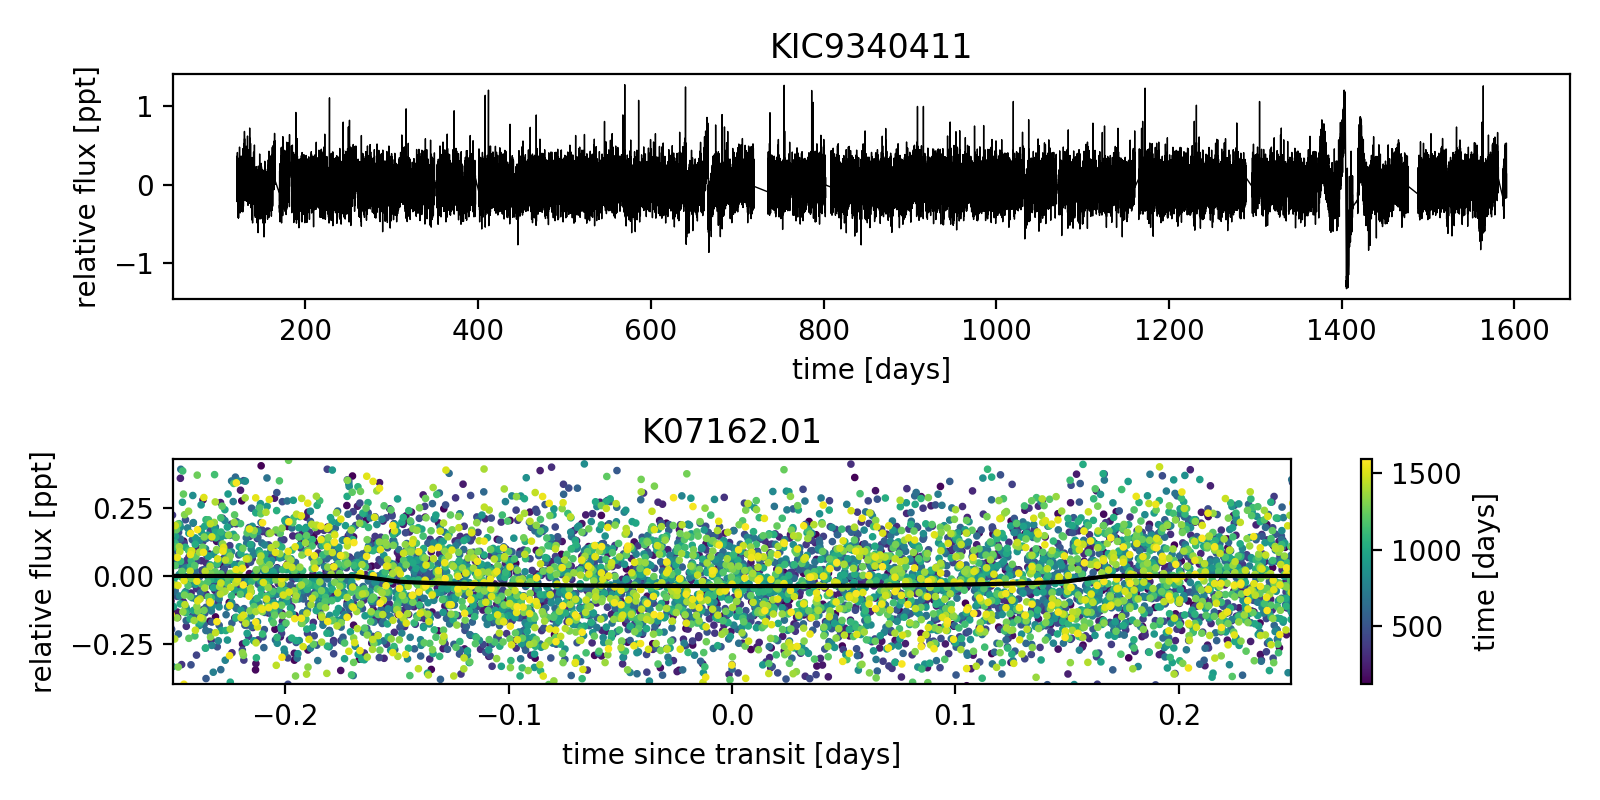 KIC9340411
relative flux [ppt]
1
0
−1
200 400 600 800 1000 1200 1400 1600
time [days]
K07162.01
relative flux [ppt]
0.25
0.00
−0.25
−0.2 −0.1 0.0 0.1 0.2
time since transit [days]
1500
1000
500
time [days]